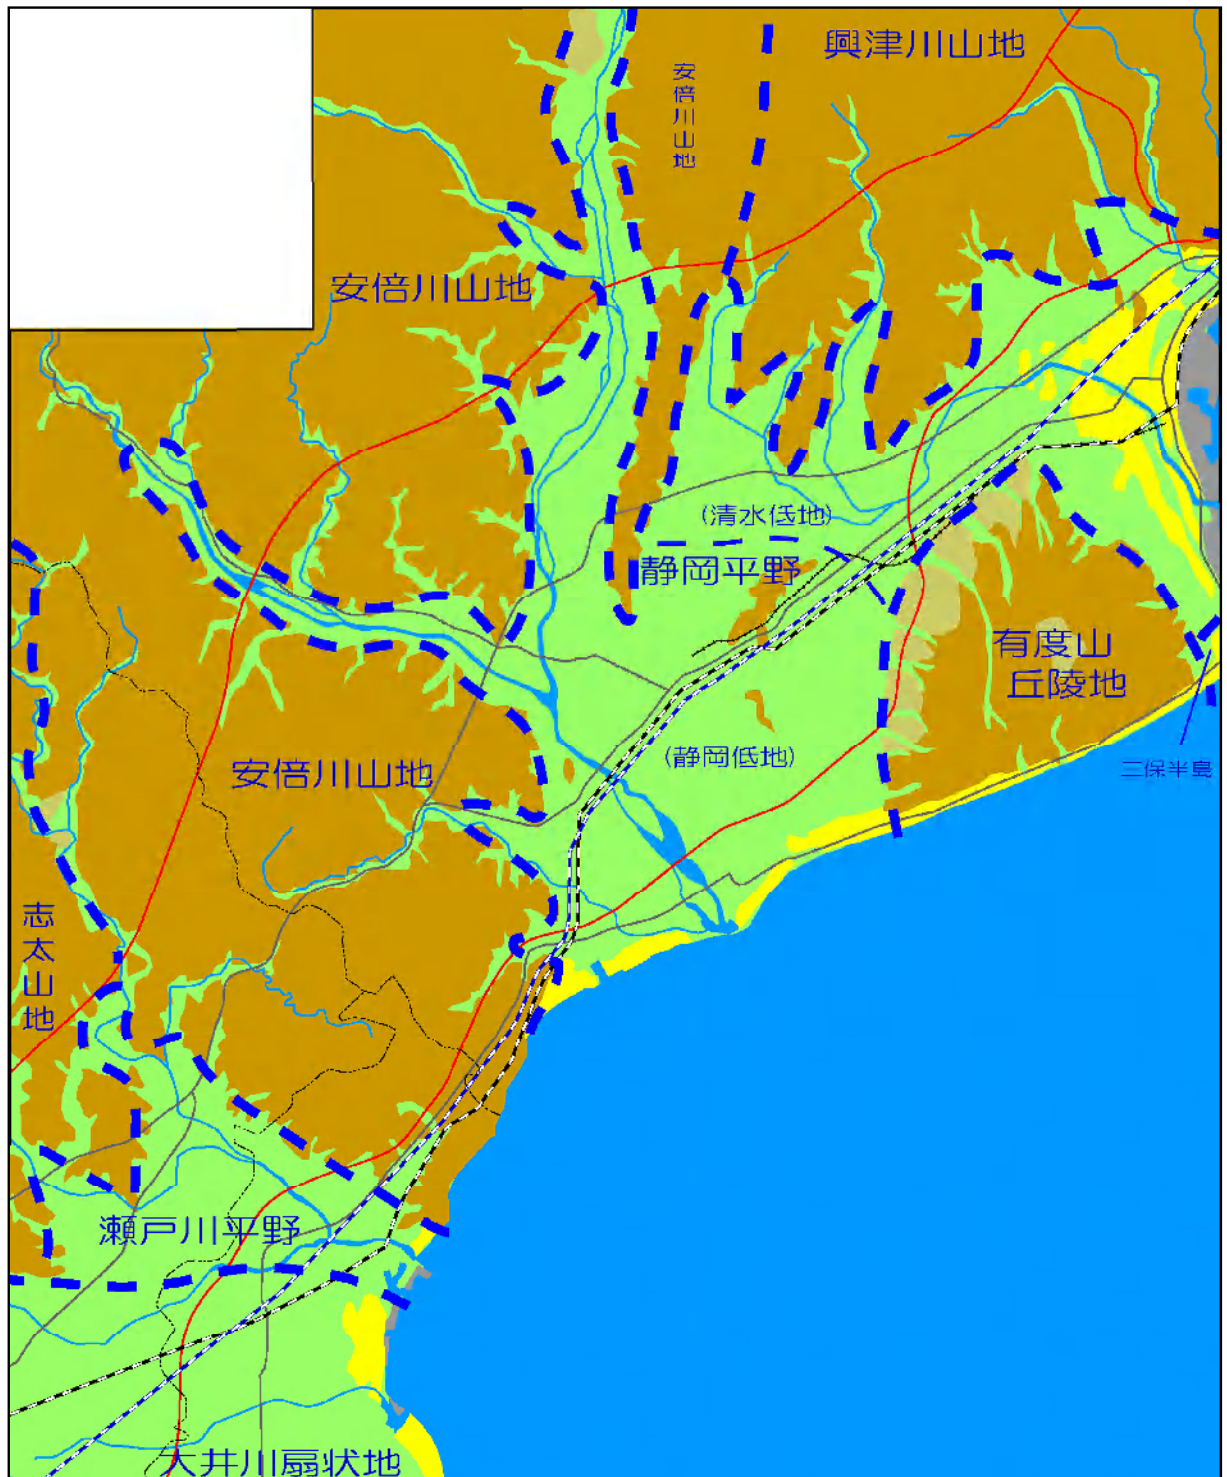 興津川山地
安倍川山地
安倍川山地
(清水低地)
静岡平野
有度山
丘陵地
(静岡低地)
三保半島
安倍川山地
志太山地
瀬戸川平野
大井川扇状地